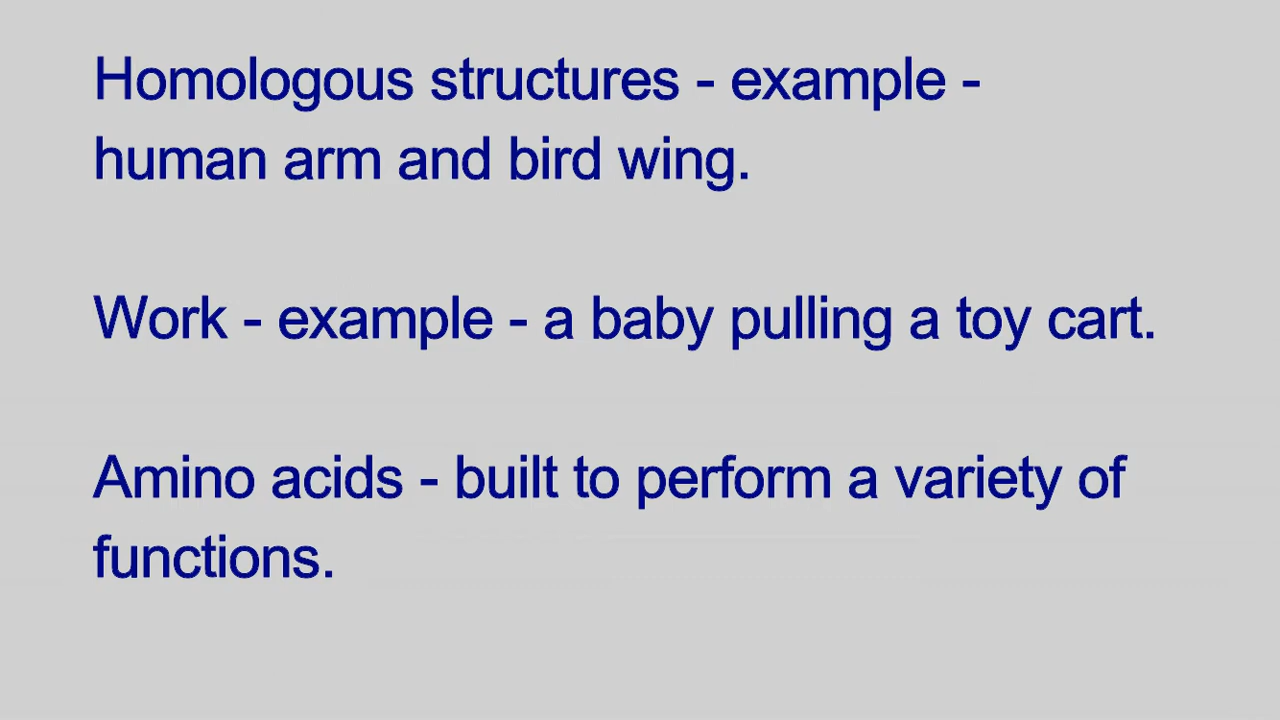 Homologous structures - example -
human arm and bird wing.
Work - example - a baby pulling a toy cart.
Amino acids - built to perform a variety of
functions.